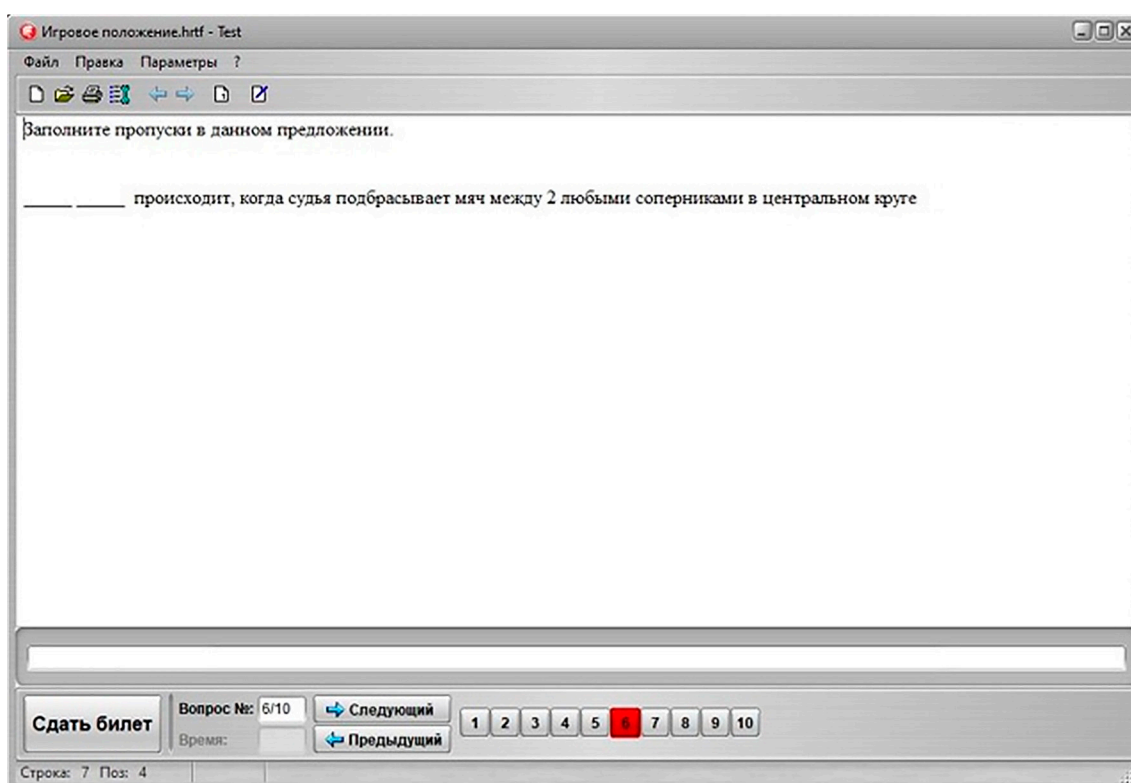 Игровое положение.hrtf - Test
Файл Правка Параметры ?
Заполните пропуски в данном предложении.
_____ _____ происходит, когда судья подбрасывает мяч между 2 любыми соперниками в центральном круге
Сдать билет
Вопрос №: 6/10
Следующий
1 2 3 4 5 6 7 8 9 10
Время:
Предыдущий
Строка: 7 Поз: 4